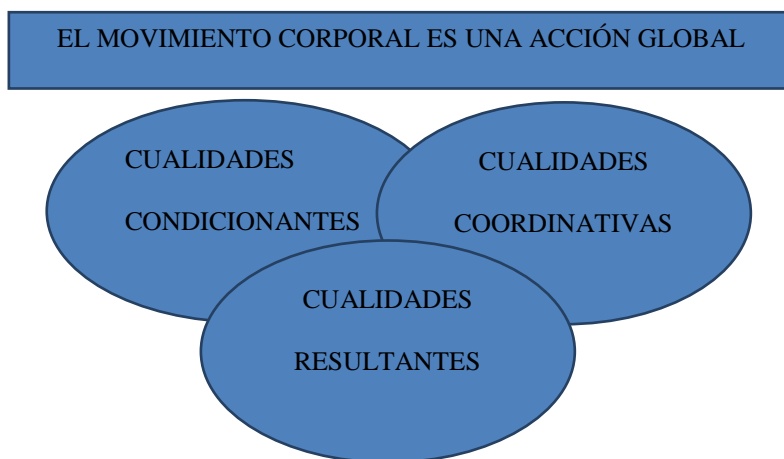 EL MOVIMIENTO CORPORAL ES UNA ACCIÓN GLOBAL
CUALIDADES
CONDICIONANTES
CUALIDADES
COORDINATIVAS
CUALIDADES
RESULTANTES